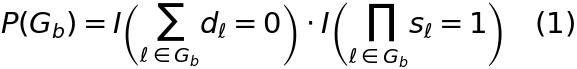 P(G_b) = I(∑_{ℓ ∈ G_b} d_ℓ = 0) · I(∏_{ℓ ∈ G_b} s_ℓ = 1) (1)